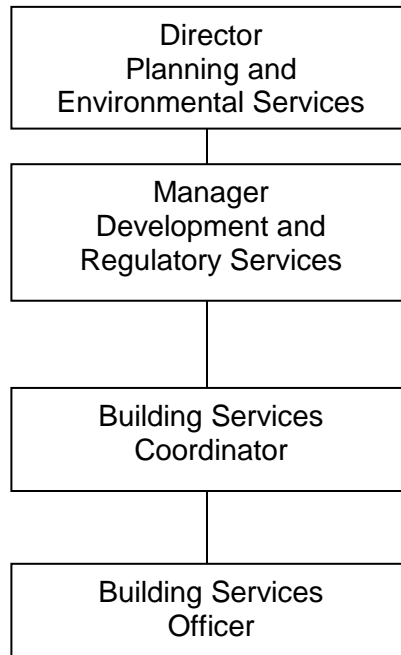 Director
Planning and
Environmental Services
Manager
Development and
Regulatory Services
Building Services
Coordinator
Building Services
Officer